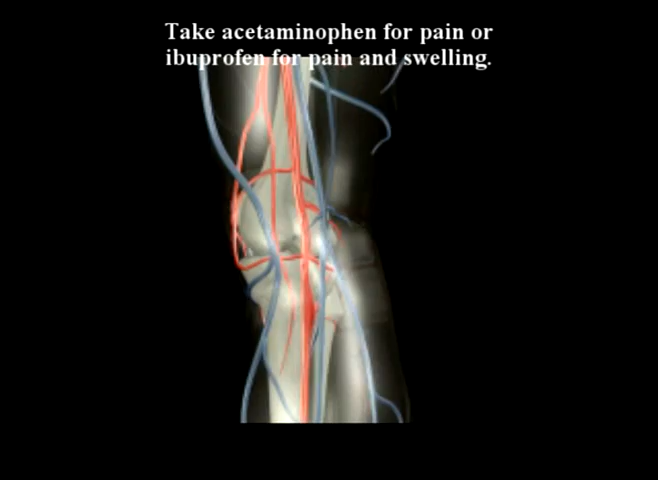 Take acetaminophen for pain or
ibuprofen for pain and swelling.